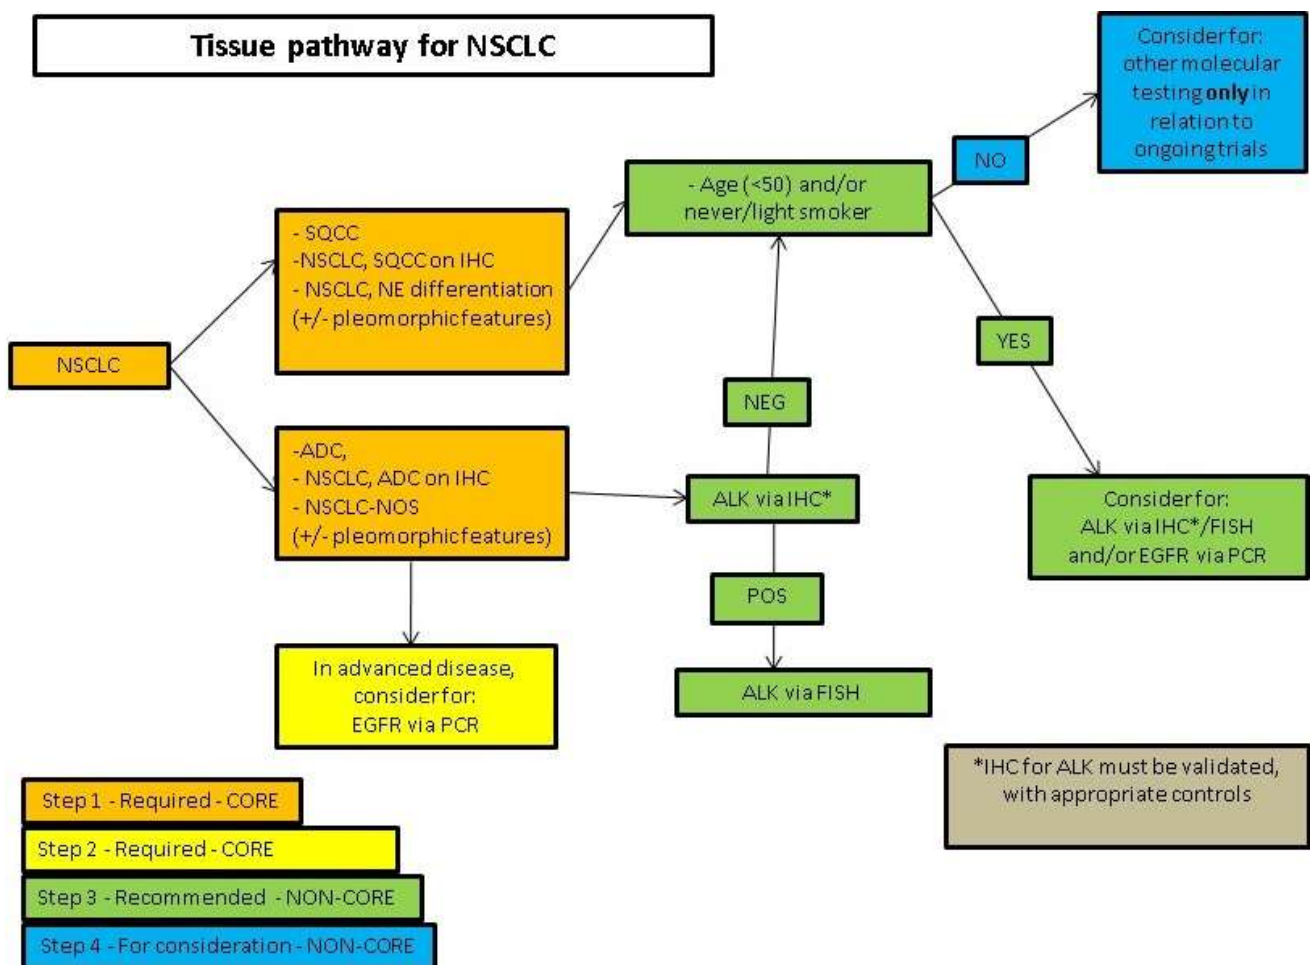 Tissue pathway for NSCLC
Consider for:
other molecular
testing only in
relation to
ongoing trials
NO
- Age (<50) and/or
never/light smoker
- SQCC
-NSCLC, SQCC on IHC
- NSCLC, NE differentiation
(+/- pleomorphic features)
NSCLC
YES
NEG
-ADC,
- NSCLC, ADC on IHC
- NSCLC-NOS
(+/- pleomorphic features)
ALK via IHC*
Consider for:
ALK via IHC*/FISH
and/or EGFR via PCR
POS
In advanced disease,
consider for:
EGFR via PCR
ALK via FISH
*IHC for ALK must be validated,
with appropriate controls
Step 1 - Required - CORE
Step 2 - Required - CORE
Step 3 - Recommended - NON-CORE
Step 4 - For consideration - NON-CORE